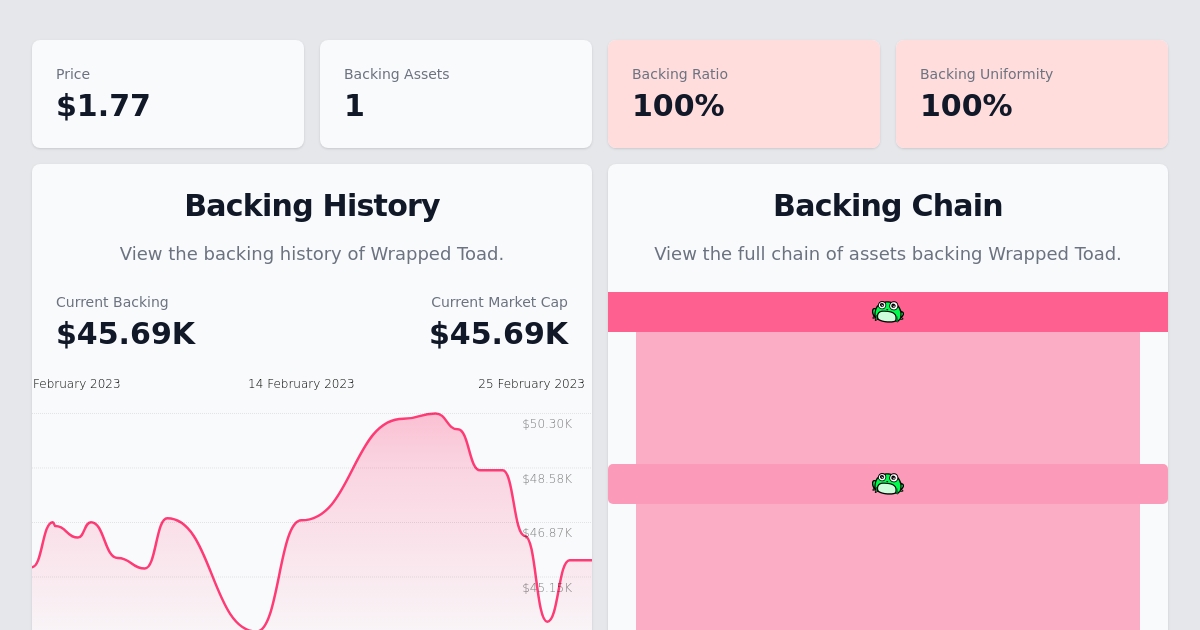 Price
$1.77
Backing Assets
1
Backing Ratio
100%
Backing Uniformity
100%
Backing History
View the backing history of Wrapped Toad.
Current Backing
$45.69K
Current Market Cap
$45.69K
February 2023
14 February 2023
25 February 2023
$50.30K
$48.58K
$46.87K
$45.15K
Backing Chain
View the full chain of assets backing Wrapped Toad.